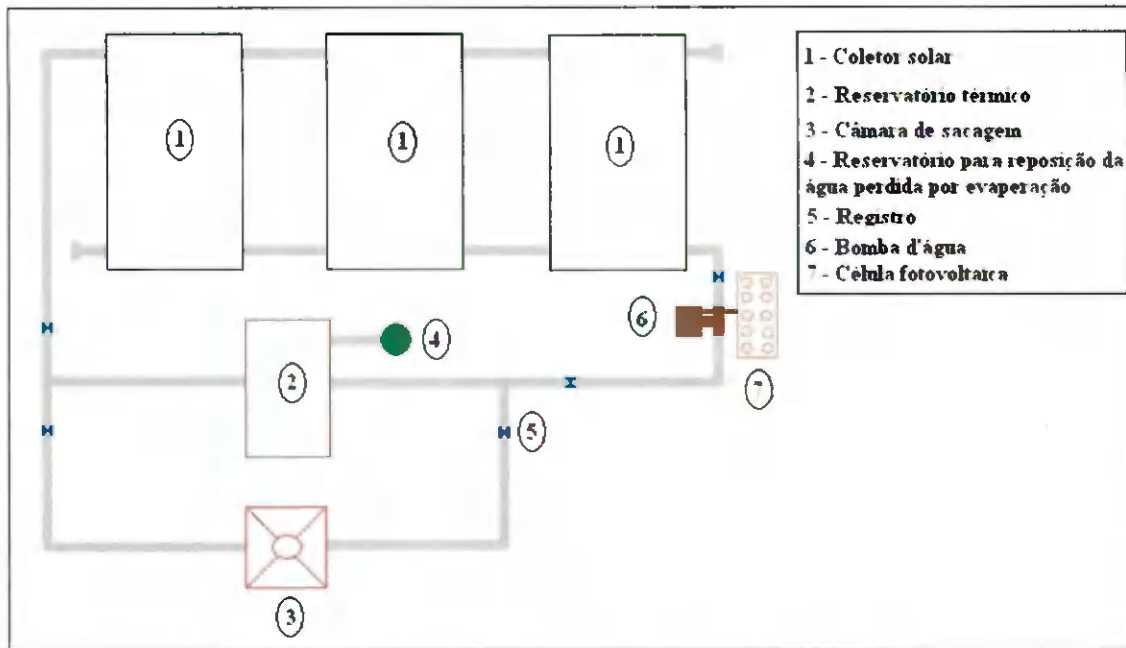 1 - Coletor solar
2 - Reservatório térmico
3 - Câmara de sacagem
4 - Reservatório para reposição da
água perdida por evaperação
5 - Registro
6 - Bomba d'água
7 - Célula fotovoltaica
1
1
1
6
4
7
2
5
3